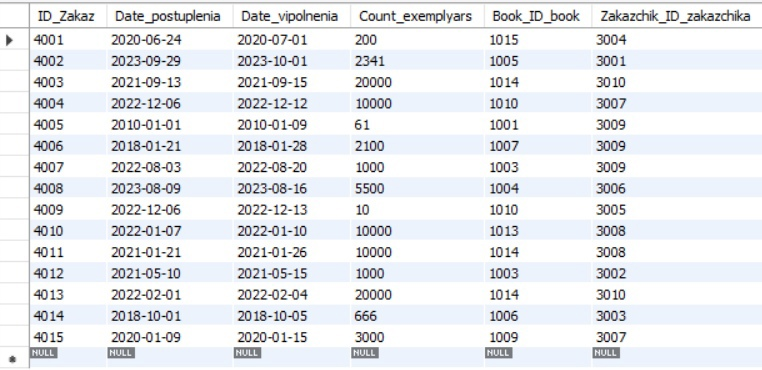 ID_Zakaz Date_postuplenia Date_vipolnenia Count_exemplyars Book_ID_book Zakazchik_ID_zakazchika
4001 2020-06-24 2020-07-01 200 1015 3004
4002 2023-09-29 2023-10-01 2341 1005 3001
4003 2021-09-13 2021-09-15 20000 1014 3010
4004 2022-12-06 2022-12-12 10000 1010 3007
4005 2010-01-01 2010-01-09 61 1001 3009
4006 2018-01-21 2018-01-28 2100 1007 3009
4007 2022-08-03 2022-08-20 1000 1003 3009
4008 2023-08-09 2023-08-16 5500 1004 3006
4009 2022-12-06 2022-12-13 10 1010 3005
4010 2022-01-07 2022-01-10 10000 1013 3008
4011 2021-01-21 2021-01-26 10000 1014 3008
4012 2021-05-10 2021-05-15 1000 1003 3002
4013 2022-02-01 2022-02-04 20000 1014 3010
4014 2018-10-01 2018-10-05 666 1006 3003
4015 2020-01-09 2020-01-15 3000 1009 3007
NULL NULL NULL NULL NULL NULL